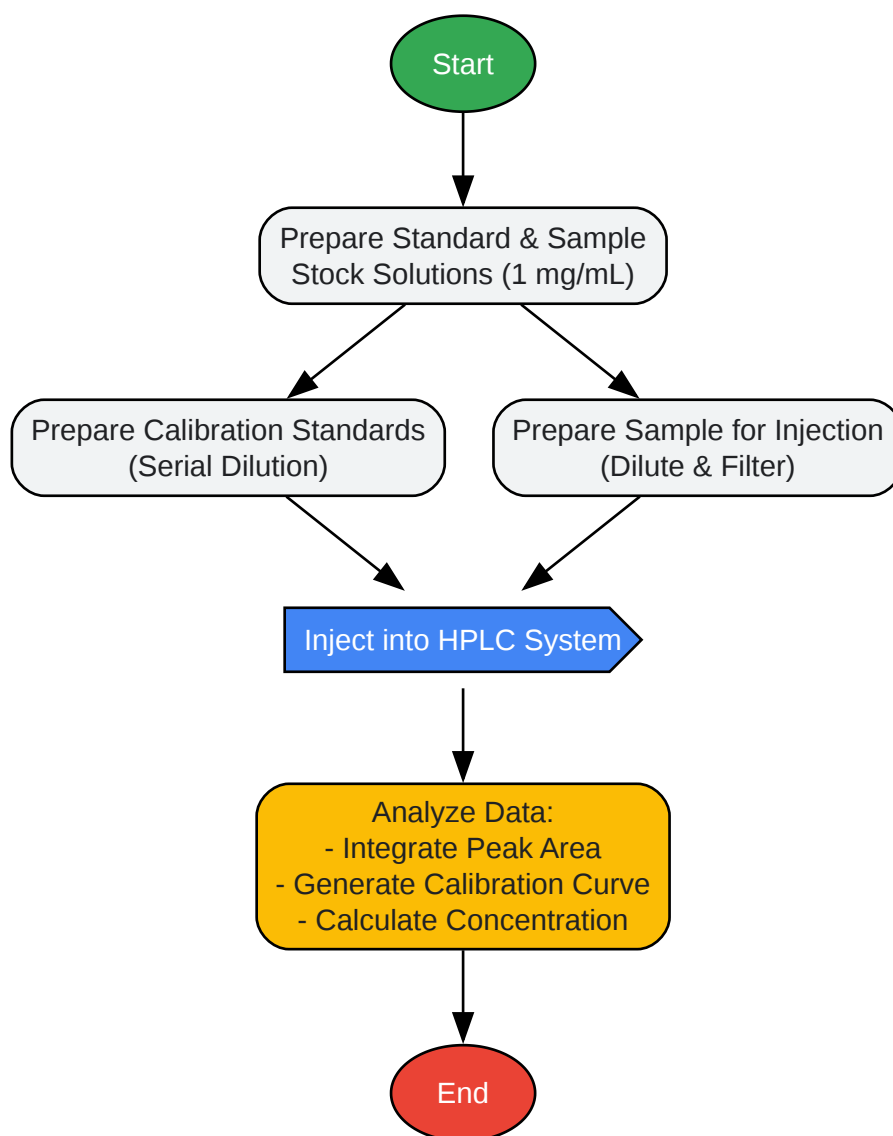 Start
Prepare Standard & Sample
Stock Solutions (1 mg/mL)
Prepare Calibration Standards
(Serial Dilution)
Prepare Sample for Injection
(Dilute & Filter)
Inject into HPLC System
Analyze Data:
- Integrate Peak Area
- Generate Calibration Curve
- Calculate Concentration
End